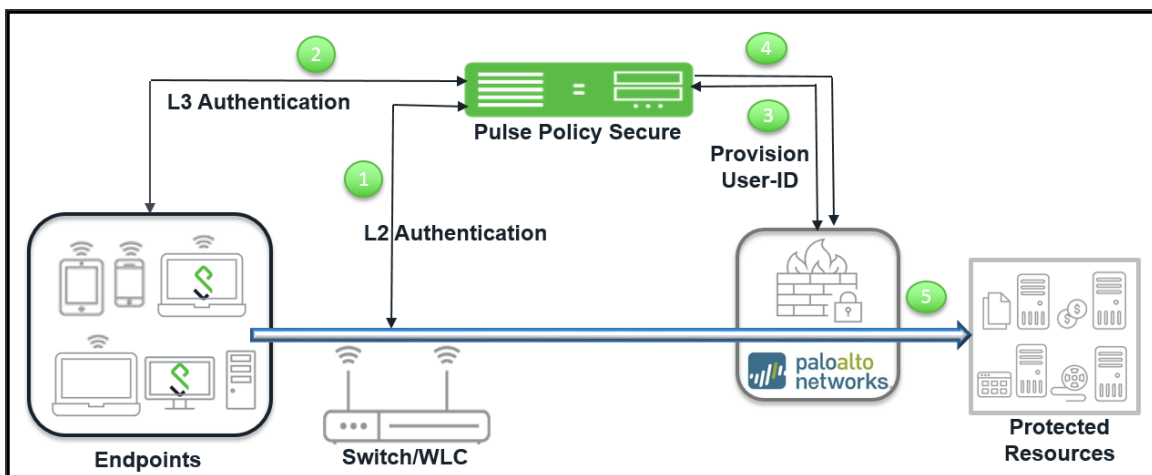 2
4
L3 Authentication
Pulse Policy Secure
3
Provision
User-ID
1
L2 Authentication
5
paloalto
networks
Endpoints
Switch/WLC
Protected
Resources
$
$